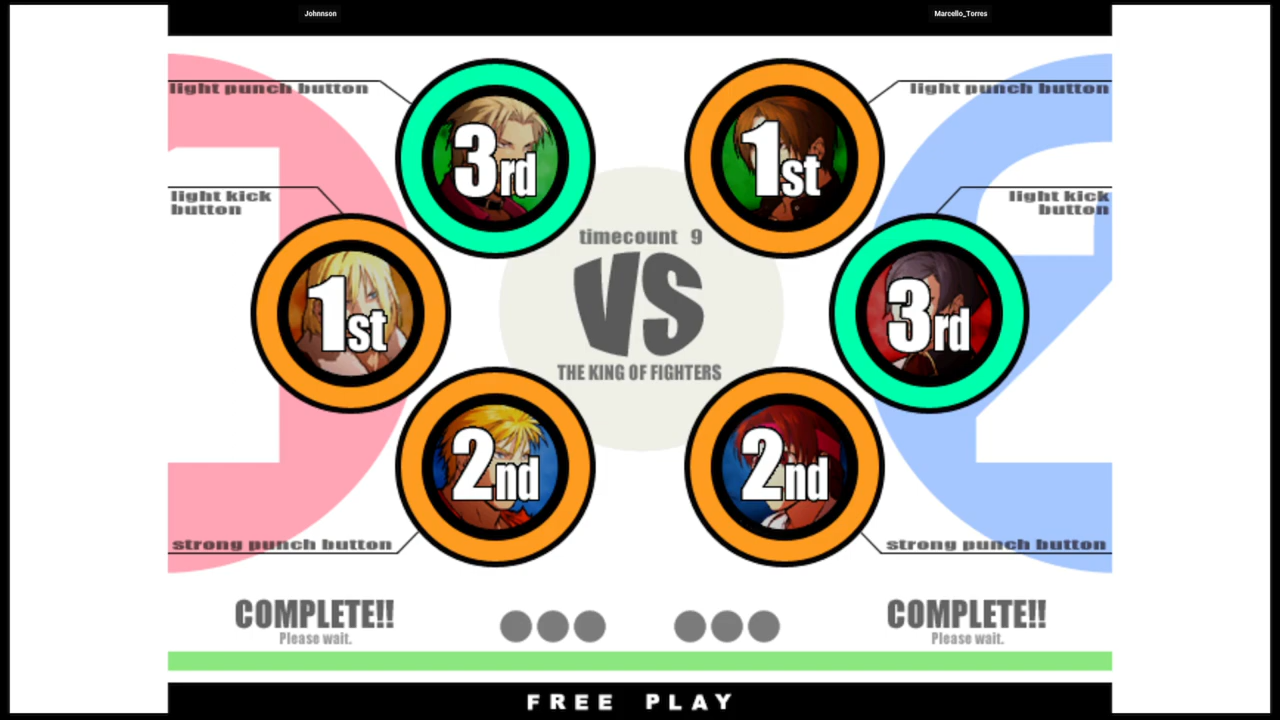 Johnnson
Marcello_Torres
light punch button
light punch button
3rd
1st
light kick
button
light kick
button
timecount 9
VS
THE KING OF FIGHTERS
1st
3rd
2nd
2nd
strong punch button
strong punch button
COMPLETE!!
Please wait.
COMPLETE!!
Please wait.
FREE PLAY